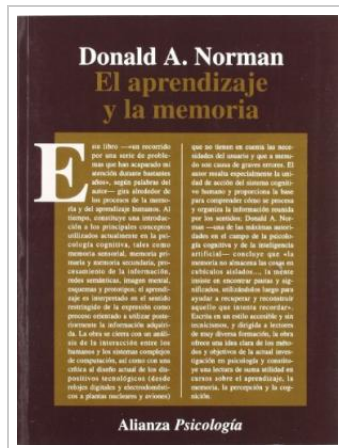 Donald A. Norman
El aprendizaje
y la memoria
Este libro —«un recorrido
por una serie de proble-
mas que han acaparado mi
atención durante bastantes
años», según palabras del
autor— gira alrededor de
los procesos de la memo-
ria y del aprendizaje humanos. Al
tiempo, constituye una introduc-
ción a los principales conceptos
utilizados actualmente en la psi-
cología cognitiva, tales como
memoria sensorial, memoria pri-
maria y memoria secundaria, pro-
cesamiento de la información,
redes semánticas, imagen mental,
esquemas y prototipos; el aprendiza-
je es interpretado en el sentido
restringido de la expresión como
proceso orientado a utilizar poste-
riormente la información adquiri-
da. La obra se cierra con un análi-
sis de la interacción entre los
humanos y los sistemas complejos
de computación, así como con una
crítica al diseño actual de los dis-
positivos tecnológicos (desde
relojes digitales y electrodomésti-
cos a plantas nucleares y aviones)
que no tienen en cuenta las nece-
sidades del usuario y que a menu-
do son causa de graves errores. El
autor resalta especialmente la uni-
dad de acción del sistema cogniti-
vo humano y proporciona la base
para comprender cómo se procesa
y organiza la información reunida
por los sentidos. Donald A. Nor-
man —una de las máximas autori-
dades en el campo de la psicolo-
gía cognitiva y de la inteligencia
artificial— concluye que «la
memoria no almacena las cosas en
cubículos aislados..., la mente
insiste en encontrar pautas y sig-
nificados, utilizándolos luego para
ayudar a recuperar y reconstruir
aquello que intenta recordar».
Escrita en un estilo accesible y sin
tecnicismos, y dirigida a lectores
de muy diversa formación, la obra
ofrece una idea clara de los méto-
dos y objetivos de la actual inves-
tigación en psicología y constitu-
ye una lectura de suma utilidad en
cursos sobre el aprendizaje, la
memoria, la percepción y la cog-
nición.
Alianza Psicología